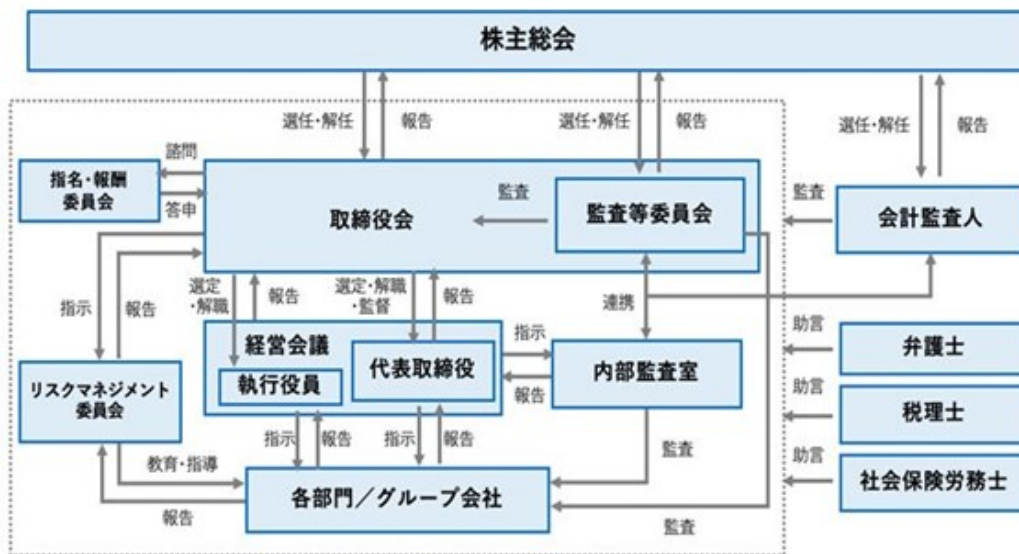 株主総会
選任・解任
報告
選任・解任
報告
選任・解任
報告
諮問
指名・報酬
委員会
答申
取締役会
監査
監査等委員会
監査
会計監査人
指示
報告
選定
・解職
報告
選定・解職
・監督
報告
連携
経営会議
執行役員
代表取締役
指示
報告
内部監査室
助言
弁護士
助言
税理士
助言
社会保険労務士
リスクマネジメント
委員会
指示
報告
指示
報告
監査
教育・指導
報告
各部門／グループ会社
監査